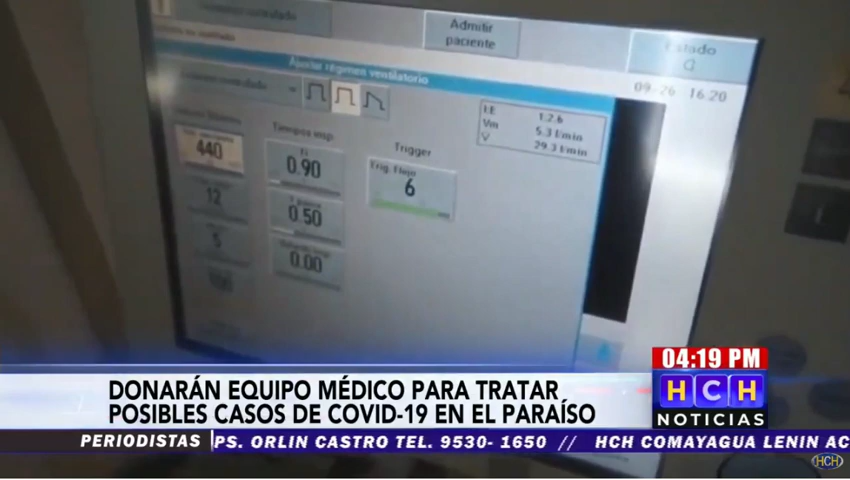 Admitir
paciente
Estado
09-26 16:20
Ajustar régimen ventilatorio
I:E 1:2.6
Vm 5.3 l/min
V 29.3 l/min
Tiempos insp
Trigger
440
Ti
0.90
Trig. Flujo
6
12
0.50
5
0.00
04:19 PM
HCH
NOTICIAS
DONARÁN EQUIPO MÉDICO PARA TRATAR
POSIBLES CASOS DE COVID-19 EN EL PARAÍSO
PERIODISTAS PS. ORLIN CASTRO TEL. 9530- 1650 // HCH COMAYAGUA LENIN AC
HCH